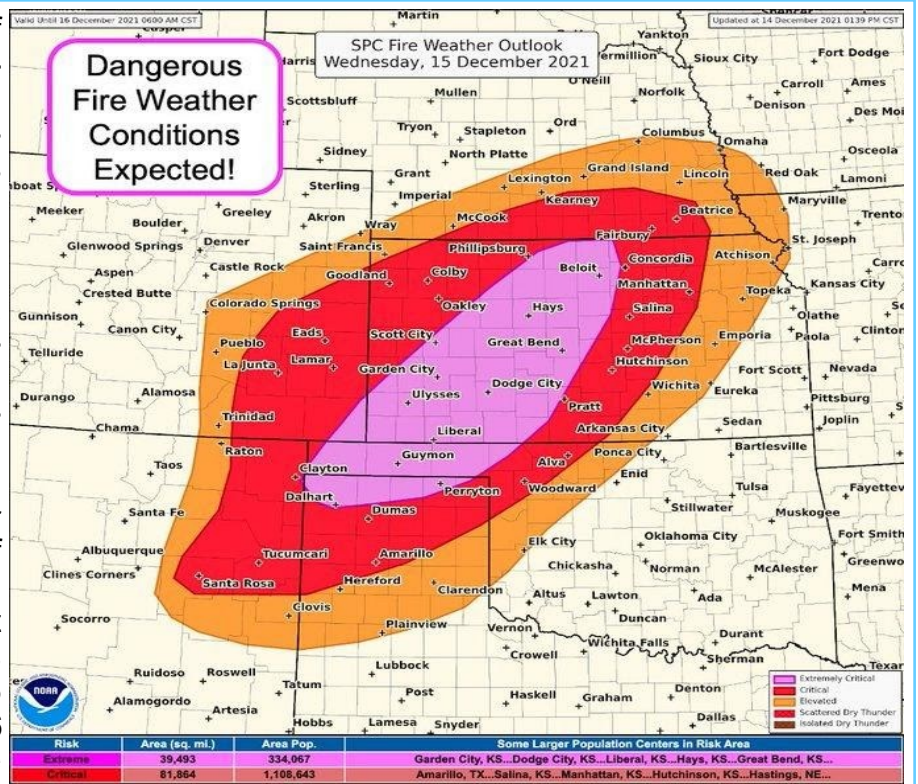 Valid Until 16 December 2021 0600 AM CST
Updated at 14 December 2021 0139 PM CST
SPC Fire Weather Outlook
Wednesday, 15 December 2021
Dangerous
Fire Weather
Conditions
Expected!
Martin
Yankton
Sioux City
Fort Dodge
O'Neill
Scottsbluff
Mullen
Norfolk
Carroll
Ames
Denison
Tryon
Stapleton
Ord
Columbus
Omaha
Sidney
North Platte
Osceola
Grant
Lexington
Grand Island
Lincoln
Red Oak
Lamoni
Sterling
Imperial
Kearney
Maryville
Meeker
Greeley
Akron
McCook
Beatrice
Boulder
Wray
Fairbury
Glenwood Springs
Denver
Saint Francis
Phillipsburg
St. Joseph
Castle Rock
Goodland
Colby
Beloit
Concordia
Atchison
Aspen
Manhattan
Kansas City
Crested Butte
Colorado Springs
Oakley
Hays
Topeka
Gunnison
Salina
Olathe
Canon City
Pueblo
Eads
Scott City
Great Bend
McPherson
Emporia
Paola
Clinton
Telluride
La Junta
Lamar
Garden City
Hutchinson
Fort Scott
Nevada
Durango
Alamosa
Ulysses
Dodge City
Wichita
Eureka
Pratt
Pittsburg
Trinidad
Arkansas City
Sedan
Joplin
Chama
Liberal
Raton
Guymon
Ponca City
Bartlesville
Taos
Clayton
Alva
Enid
Dalhart
Perryton
Woodward
Tulsa
Santa Fe
Dumas
Stillwater
Muskogee
Albuquerque
Tucumcari
Amarillo
Elk City
Oklahoma City
Fort Smith
Clines Corners
Santa Rosa
Hereford
Clarendon
Chickasha
Norman
McAlester
Clovis
Altus
Lawton
Ada
Mena
Socorro
Plainview
Vernon
Duncan
Wichita Falls
Durant
Crowell
Sherman
Ruidoso
Roswell
Lubbock
Tatum
Post
Haskell
Graham
Denton
Alamogordo
Artesia
Hobbs
Lamesa
Snyder
Dallas
NOAA
Extremely Critical
Critical
Elevated
Scattered Dry Thunder
Isolated Dry Thunder
Risk Area (sq. mi.) Area Pop. Some Larger Population Centers in Risk Area
Extreme 39,493 334,067 Garden City, KS...Dodge City, KS...Liberal, KS...Hays, KS...Great Bend, KS...
Critical 81,864 1,108,643 Amarillo, TX...Salina, KS...Manhattan, KS...Hutchinson, KS...Hastings, NE...